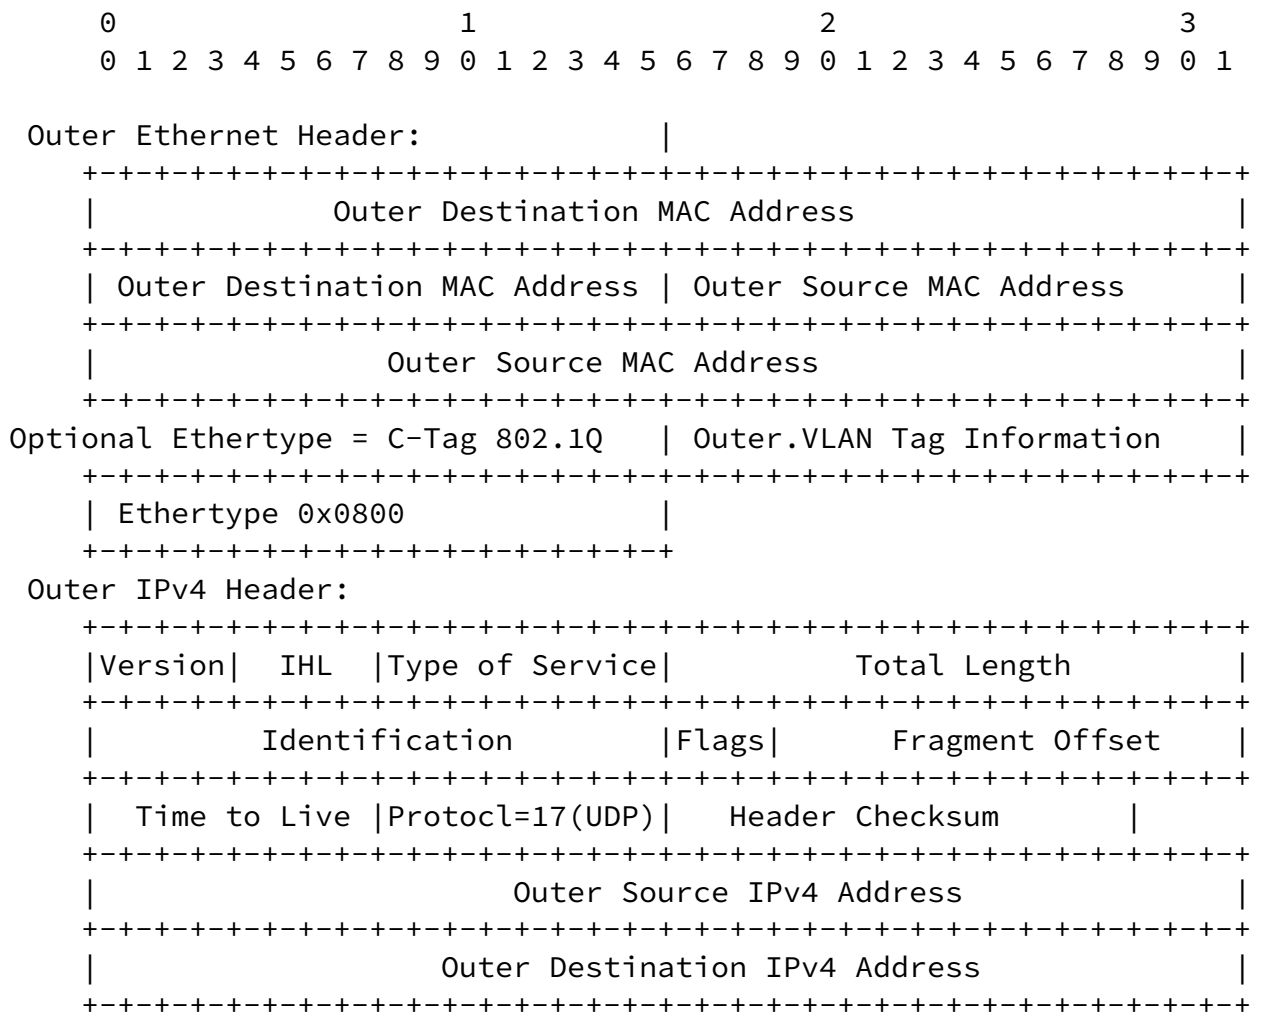 0                   1                   2                   3
     0 1 2 3 4 5 6 7 8 9 0 1 2 3 4 5 6 7 8 9 0 1 2 3 4 5 6 7 8 9 0 1

 Outer Ethernet Header:             |
    +-+-+-+-+-+-+-+-+-+-+-+-+-+-+-+-+-+-+-+-+-+-+-+-+-+-+-+-+-+-+-+-+
    |             Outer Destination MAC Address                     |
    +-+-+-+-+-+-+-+-+-+-+-+-+-+-+-+-+-+-+-+-+-+-+-+-+-+-+-+-+-+-+-+-+
    | Outer Destination MAC Address | Outer Source MAC Address      |
    +-+-+-+-+-+-+-+-+-+-+-+-+-+-+-+-+-+-+-+-+-+-+-+-+-+-+-+-+-+-+-+-+
    |                Outer Source MAC Address                       |
    +-+-+-+-+-+-+-+-+-+-+-+-+-+-+-+-+-+-+-+-+-+-+-+-+-+-+-+-+-+-+-+-+
Optional Ethertype = C-Tag 802.1Q   | Outer.VLAN Tag Information    |
    +-+-+-+-+-+-+-+-+-+-+-+-+-+-+-+-+-+-+-+-+-+-+-+-+-+-+-+-+-+-+-+-+
    | Ethertype 0x0800              |
    +-+-+-+-+-+-+-+-+-+-+-+-+-+-+-+-+
 Outer IPv4 Header:
    +-+-+-+-+-+-+-+-+-+-+-+-+-+-+-+-+-+-+-+-+-+-+-+-+-+-+-+-+-+-+-+-+
    |Version|  IHL  |Type of Service|          Total Length         |
    +-+-+-+-+-+-+-+-+-+-+-+-+-+-+-+-+-+-+-+-+-+-+-+-+-+-+-+-+-+-+-+-+
    |         Identification        |Flags|      Fragment Offset    |
    +-+-+-+-+-+-+-+-+-+-+-+-+-+-+-+-+-+-+-+-+-+-+-+-+-+-+-+-+-+-+-+-+
    |  Time to Live |Protocl=17(UDP)|   Header Checksum       |
    +-+-+-+-+-+-+-+-+-+-+-+-+-+-+-+-+-+-+-+-+-+-+-+-+-+-+-+-+-+-+-+-+
    |                       Outer Source IPv4 Address               |
    +-+-+-+-+-+-+-+-+-+-+-+-+-+-+-+-+-+-+-+-+-+-+-+-+-+-+-+-+-+-+-+-+
    |                   Outer Destination IPv4 Address              |
    +-+-+-+-+-+-+-+-+-+-+-+-+-+-+-+-+-+-+-+-+-+-+-+-+-+-+-+-+-+-+-+-+